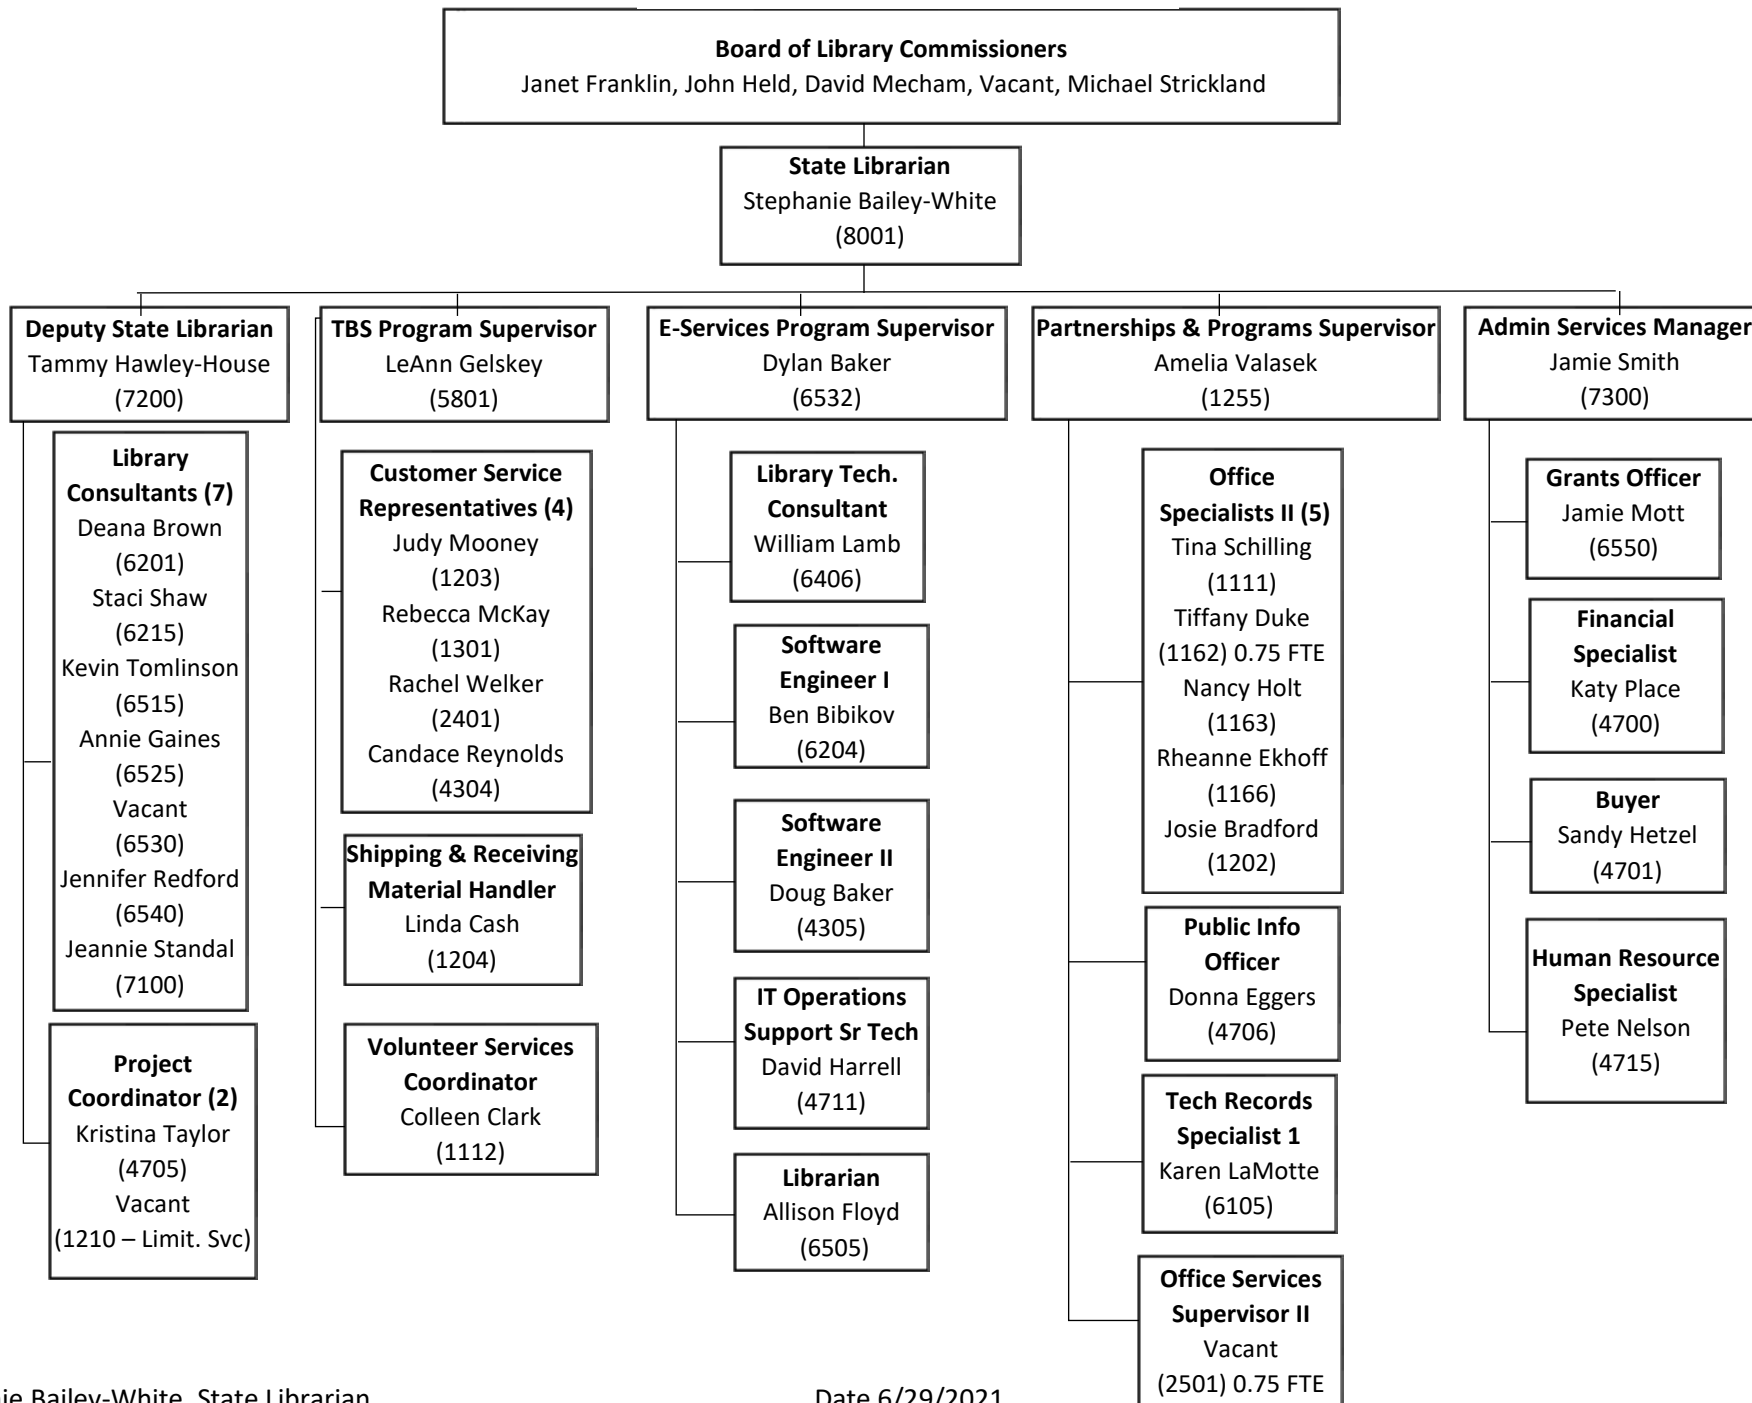 Board of Library Commissioners
Janet Franklin, John Held, David Mecham, Vacant, Michael Strickland
State Librarian
Stephanie Bailey-White
(8001)
Deputy State Librarian
Tammy Hawley-House
(7200)
Library
Consultants (7)
Deana Brown
(6201)
Staci Shaw
(6215)
Kevin Tomlinson
(6515)
Annie Gaines
(6525)
Vacant
(6530)
Jennifer Redford
(6540)
Jeannie Standal
(7100)
Project
Coordinator (2)
Kristina Taylor
(4705)
Vacant
(1210 – Limit. Svc)
TBS Program Supervisor
LeAnn Gelskey
(5801)
Customer Service
Representatives (4)
Judy Mooney
(1203)
Rebecca McKay
(1301)
Rachel Welker
(2401)
Candace Reynolds
(4304)
Shipping & Receiving
Material Handler
Linda Cash
(1204)
Volunteer Services
Coordinator
Colleen Clark
(1112)
E-Services Program Supervisor
Dylan Baker
(6532)
Library Tech.
Consultant
William Lamb
(6406)
Software
Engineer I
Ben Bibikov
(6204)
Software
Engineer II
Doug Baker
(4305)
IT Operations
Support Sr Tech
David Harrell
(4711)
Librarian
Allison Floyd
(6505)
Partnerships & Programs Supervisor
Amelia Valasek
(1255)
Office
Specialists II (5)
Tina Schilling
(1111)
Tiffany Duke
(1162) 0.75 FTE
Nancy Holt
(1163)
Rheanne Ekhoff
(1166)
Josie Bradford
(1202)
Public Info
Officer
Donna Eggers
(4706)
Tech Records
Specialist 1
Karen LaMotte
(6105)
Office Services
Supervisor II
Vacant
(2501) 0.75 FTE
Admin Services Manager
Jamie Smith
(7300)
Grants Officer
Jamie Mott
(6550)
Financial
Specialist
Katy Place
(4700)
Buyer
Sandy Hetzel
(4701)
Human Resource
Specialist
Pete Nelson
(4715)
Bailey-White, State Librarian
Date 6/29/2021